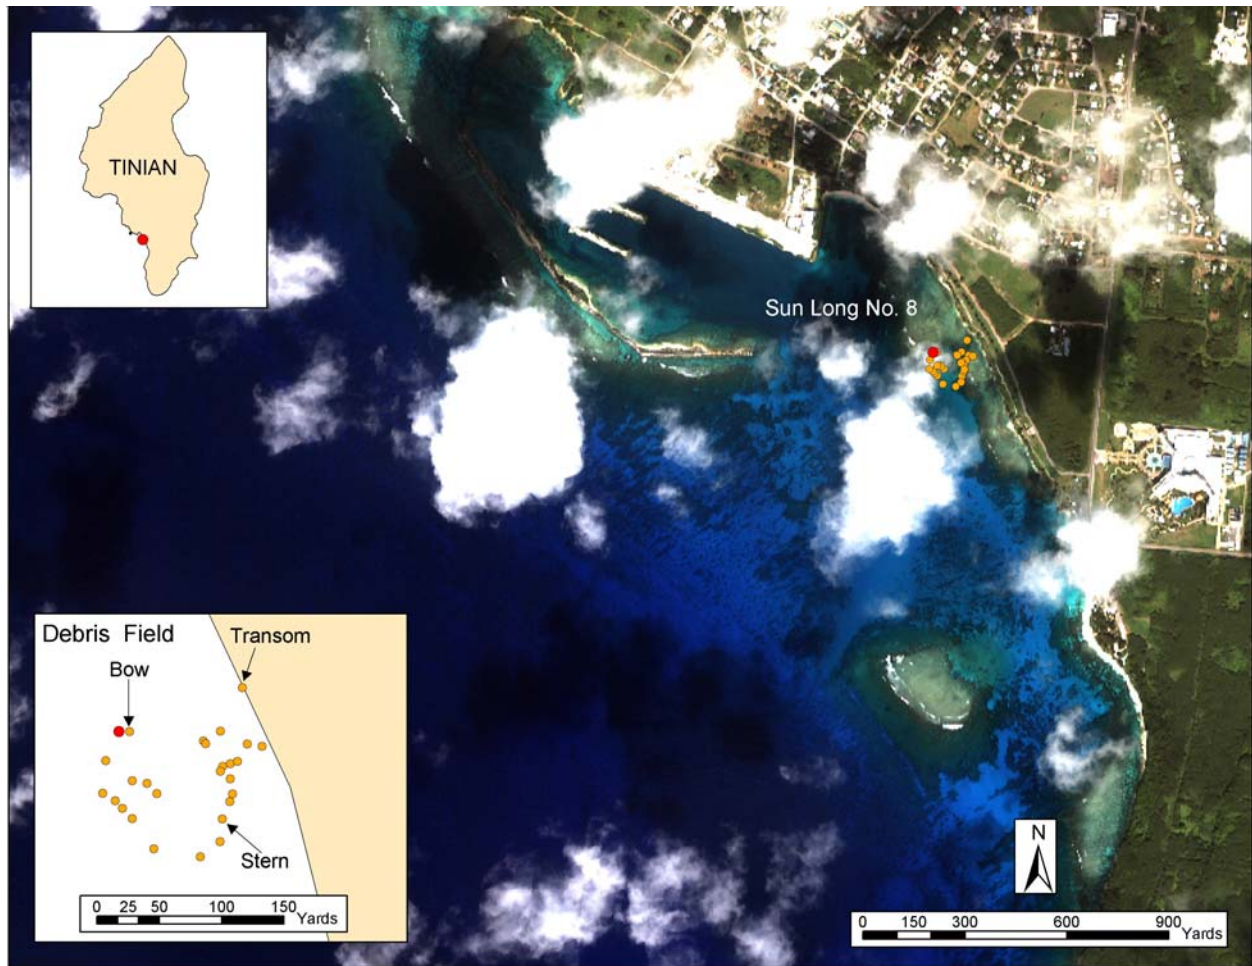 TINIAN
Sun Long No. 8
Debris Field
Transom
Bow
Stern
0 25 50 100 150
Yards
N
0 150 300 600 900
Yards